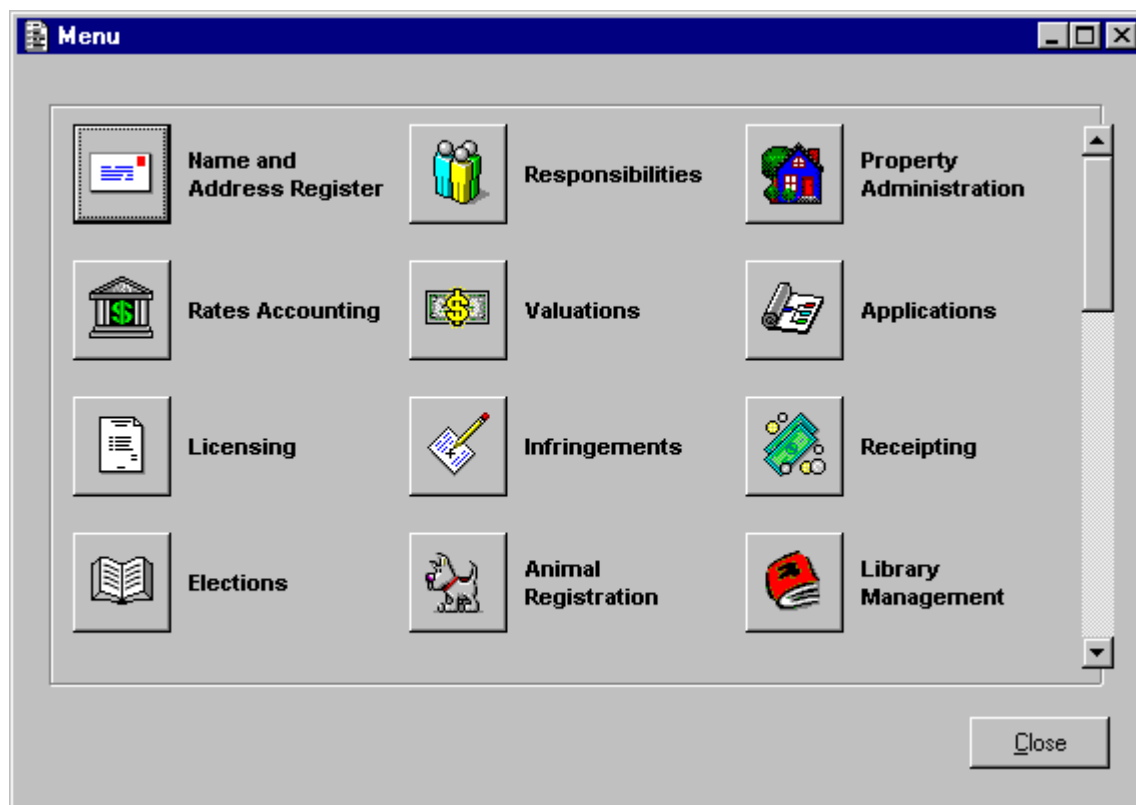 Menu
Name and
Address Register
Responsibilities
Property
Administration
Rates Accounting
Valuations
Applications
Licensing
Infringements
Receipting
Elections
Animal
Registration
Library
Management
Close